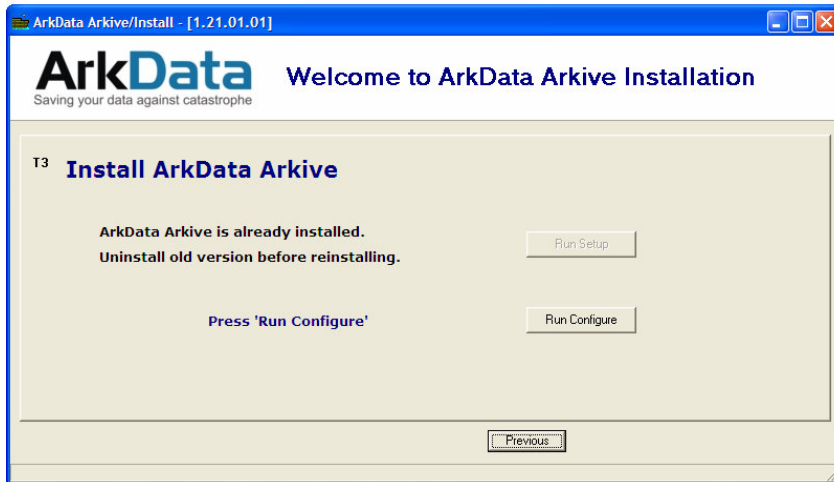 ArkData Arkive/Install - [1.21.01.01]
ArkData
Saving your data against catastrophe
Welcome to ArkData Arkive Installation
T3
Install ArkData Arkive
ArkData Arkive is already installed.
Uninstall old version before reinstalling.
Run Setup
Press 'Run Configure'
Run Configure
Previous